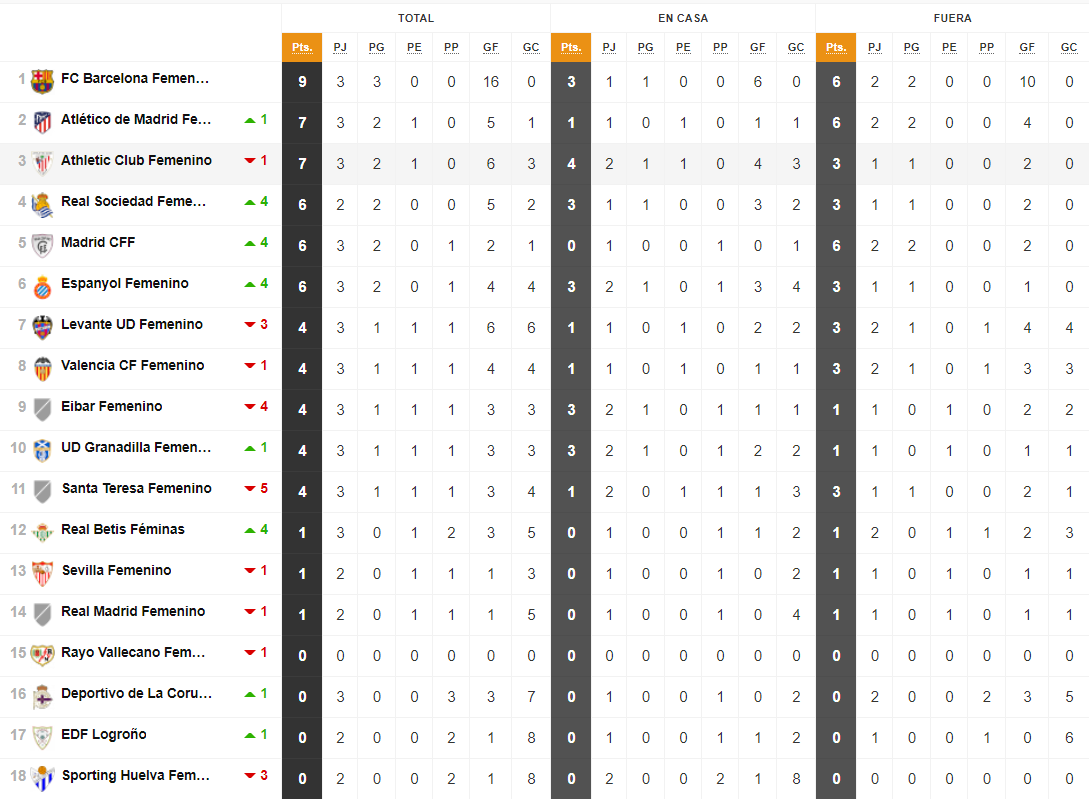 TOTAL EN CASA FUERA
Pts. PJ PG PE PP GF GC Pts. PJ PG PE PP GF GC Pts. PJ PG PE PP GF GC
1 FC Barcelona Femen... 9 3 3 0 0 16 0 3 1 1 0 0 6 0 6 2 2 0 0 10 0
2 Atlético de Madrid Fe... 1 7 3 2 1 0 5 1 1 1 0 1 0 1 1 6 2 2 0 0 4 0
3 Athletic Club Femenino 1 7 3 2 1 0 6 3 4 2 1 1 0 4 3 3 1 1 0 0 2 0
4 Real Sociedad Feme... 4 6 2 2 0 0 5 2 3 1 1 0 0 3 2 3 1 1 0 0 2 0
5 Madrid CFF 4 6 3 2 0 1 2 1 0 1 0 0 1 0 1 6 2 2 0 0 2 0
6 Espanyol Femenino 4 6 3 2 0 1 4 4 3 2 1 0 1 3 4 3 1 1 0 0 1 0
7 Levante UD Femenino 3 4 3 1 1 1 6 6 1 1 0 1 0 2 2 3 2 1 0 1 4 4
8 Valencia CF Femenino 1 4 3 1 1 1 4 4 1 1 0 1 0 1 1 3 2 1 0 1 3 3
9 Eibar Femenino 4 4 3 1 1 1 3 3 3 2 1 0 1 1 1 1 1 0 1 0 2 2
10 UD Granadilla Femen... 1 4 3 1 1 1 3 3 3 2 1 0 1 2 2 1 1 0 1 0 1 1
11 Santa Teresa Femenino 5 4 3 1 1 1 3 4 1 2 0 1 1 1 3 3 1 1 0 0 2 1
12 Real Betis Féminas 4 1 3 0 1 2 3 5 0 1 0 0 1 1 2 1 2 0 1 1 2 3
13 Sevilla Femenino 1 1 2 0 1 1 1 3 0 1 0 0 1 0 2 1 1 0 1 0 1 1
14 Real Madrid Femenino 1 1 2 0 1 1 1 5 0 1 0 0 1 0 4 1 1 0 1 0 1 1
15 Rayo Vallecano Fem... 1 0 0 0 0 0 0 0 0 0 0 0 0 0 0 0 0 0 0 0 0 0
16 Deportivo de La Coru... 1 0 3 0 0 3 3 7 0 1 0 0 1 0 2 0 2 0 0 2 3 5
17 EDF Logroño 1 0 2 0 0 2 1 8 0 1 0 0 1 1 2 0 1 0 0 1 0 6
18 Sporting Huelva Fem... 3 0 2 0 0 2 1 8 0 2 0 0 2 1 8 0 0 0 0 0 0 0